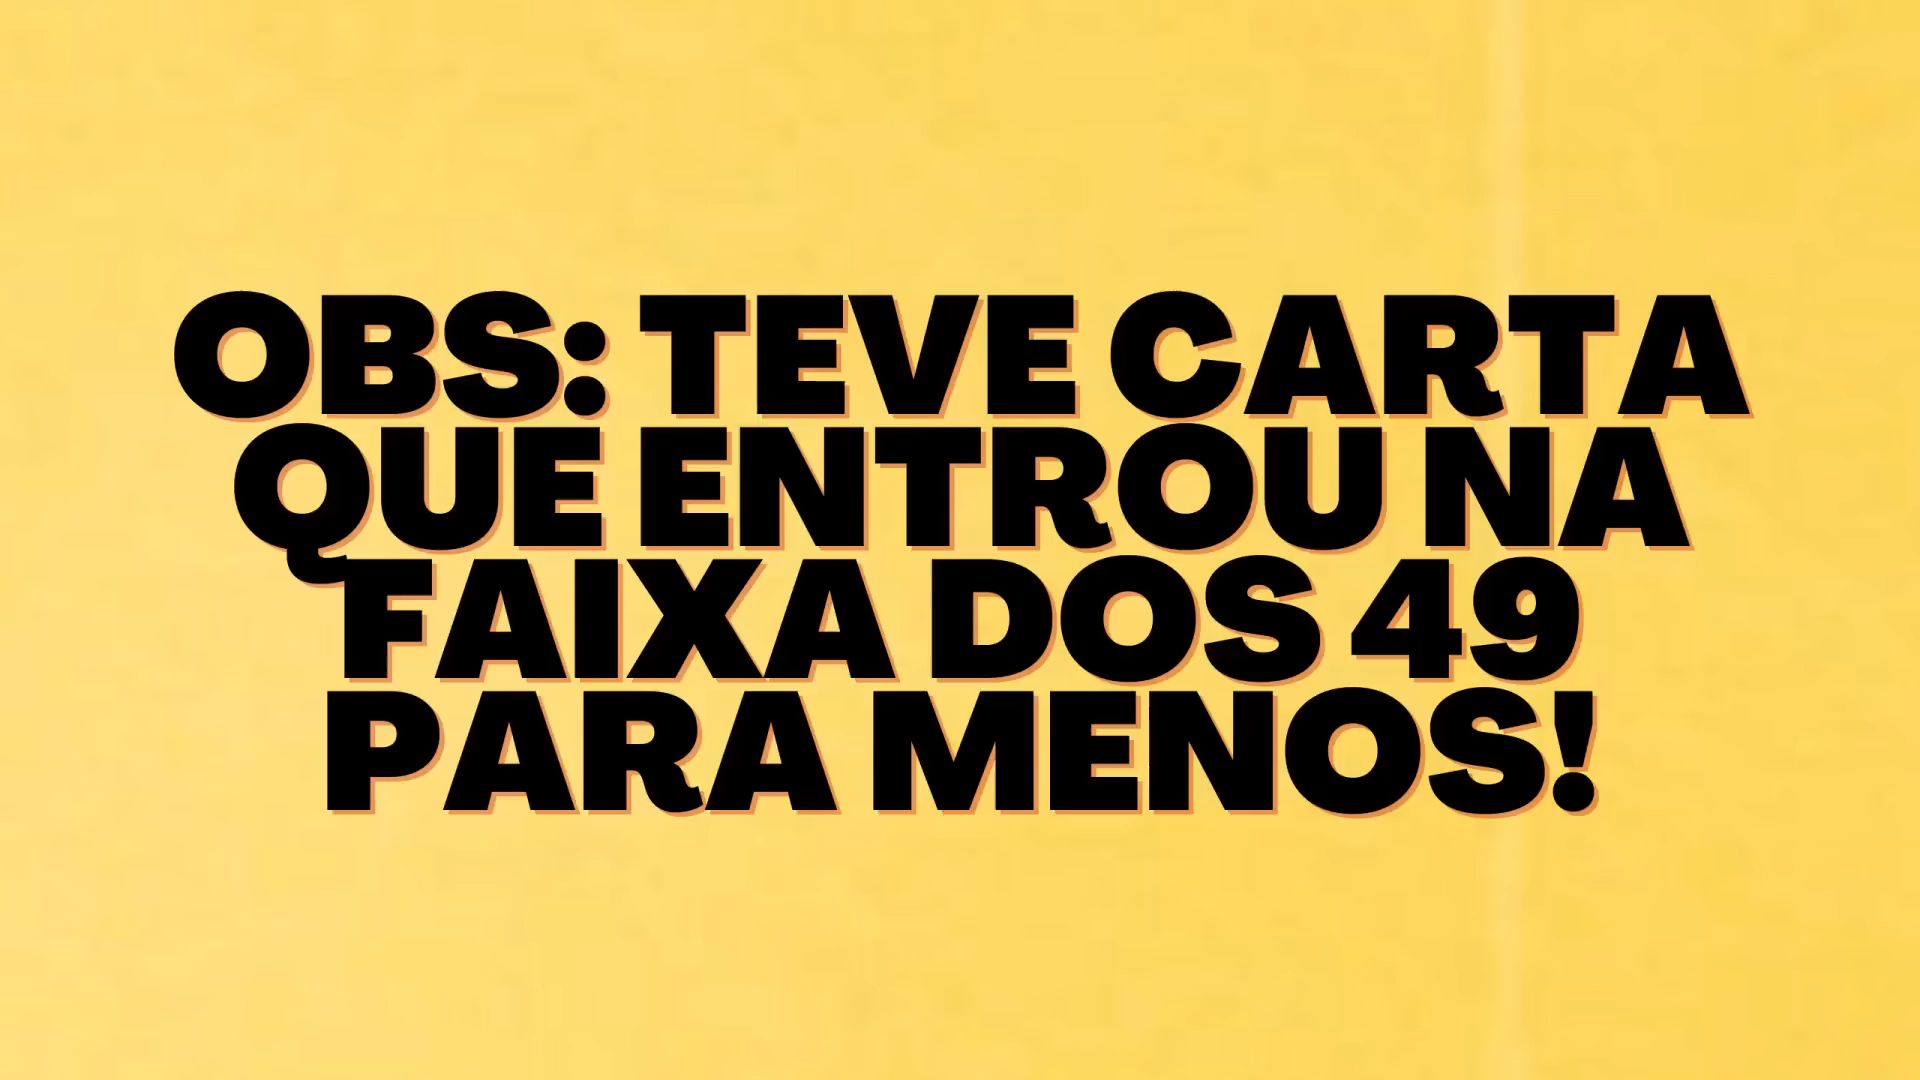 OBS: TEVE CARTA
QUE ENTROU NA
FAIXA DOS 49
PARA MENOS!